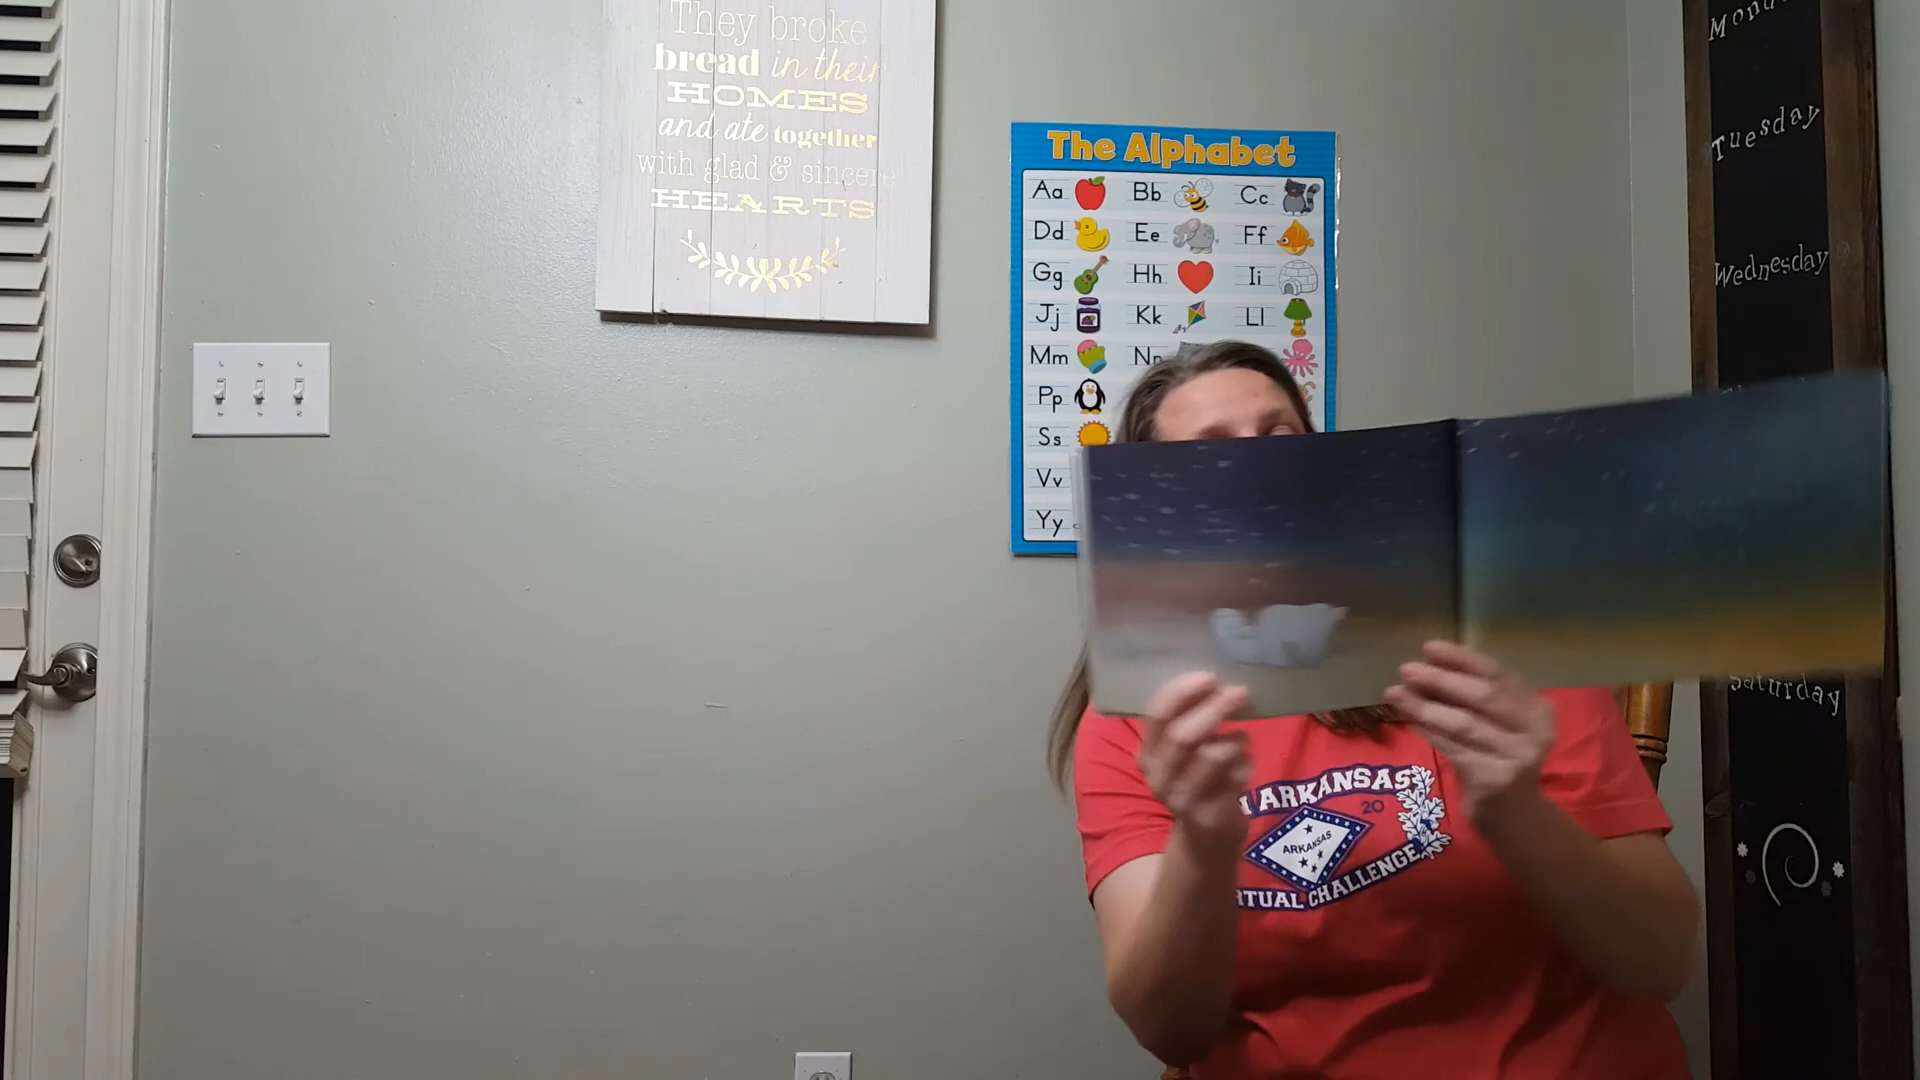 They broke
bread in their
HOMES
and ate together
with glad & sincere
HEARTS
The Alphabet
Aa Bb Cc
Dd Ee Ff
Gg Hh Ii
Jj Kk Ll
Mm Nn
Pp
Ss
Vv
Yy
Tuesday
Wednesday
Saturday
ARKANSAS
20
ARKANSAS
CHALLENGE